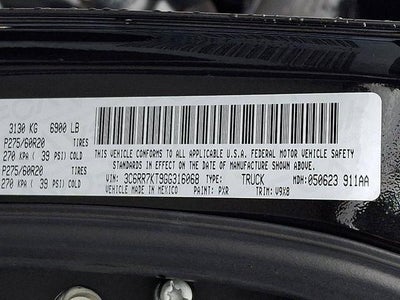 3130 KG 6900 LB
P275/60R20 TIRES
270 KPA ( 39 PSI) COLD
P275/60R20 TIRES
270 KPA ( 39 PSI) COLD
THIS VEHICLE CONFORMS TO ALL APPLICABLE U.S.A. FEDERAL MOTOR VEHICLE SAFETY
STANDARDS IN EFFECT ON THE DATE OF MANUFACTURE SHOWN ABOVE.
VIN: 3C6RR7KT9GG316068 TYPE: TRUCK MDH: 050623 911AA
VEHICLE MADE IN MEXICO PAINT: PXR TRIM: V9X8